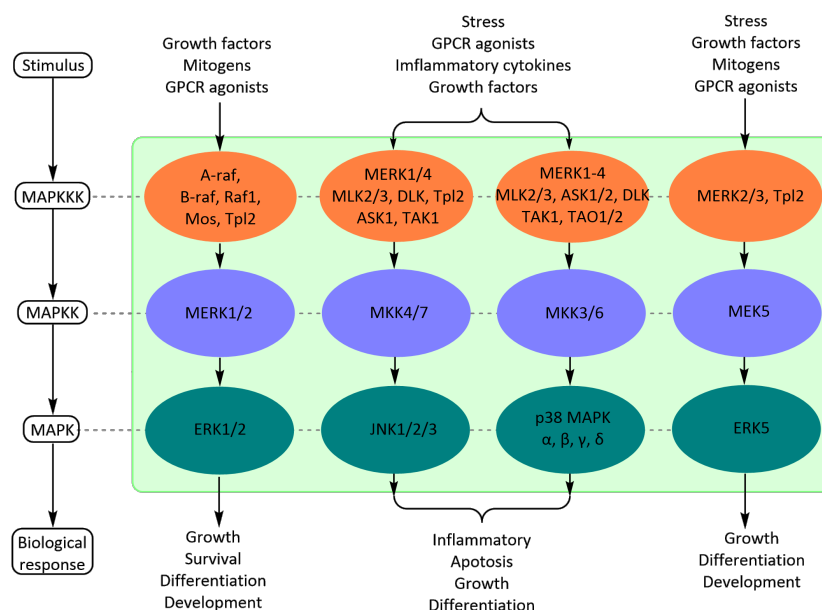 Stimulus
MAPKKK
MAPKK
MAPK
Biological
response
Growth factors
Mitogens
GPCR agonists
Stress
GPCR agonists
Imflammatory cytokines
Growth factors
Stress
Growth factors
Mitogens
GPCR agonists
A-raf,
B-raf, Raf1,
Mos, Tpl2
MERK1/4
MLK2/3, DLK, Tpl2
ASK1, TAK1
MERK1-4
MLK2/3, ASK1/2, DLK
TAK1, TAO1/2
MERK2/3, Tpl2
MERK1/2
MKK4/7
MKK3/6
MEK5
ERK1/2
JNK1/2/3
p38 MAPK
α, β, γ, δ
ERK5
Growth
Survival
Differentiation
Development
Inflammatory
Apotosis
Growth
Differentiation
Growth
Differentiation
Development